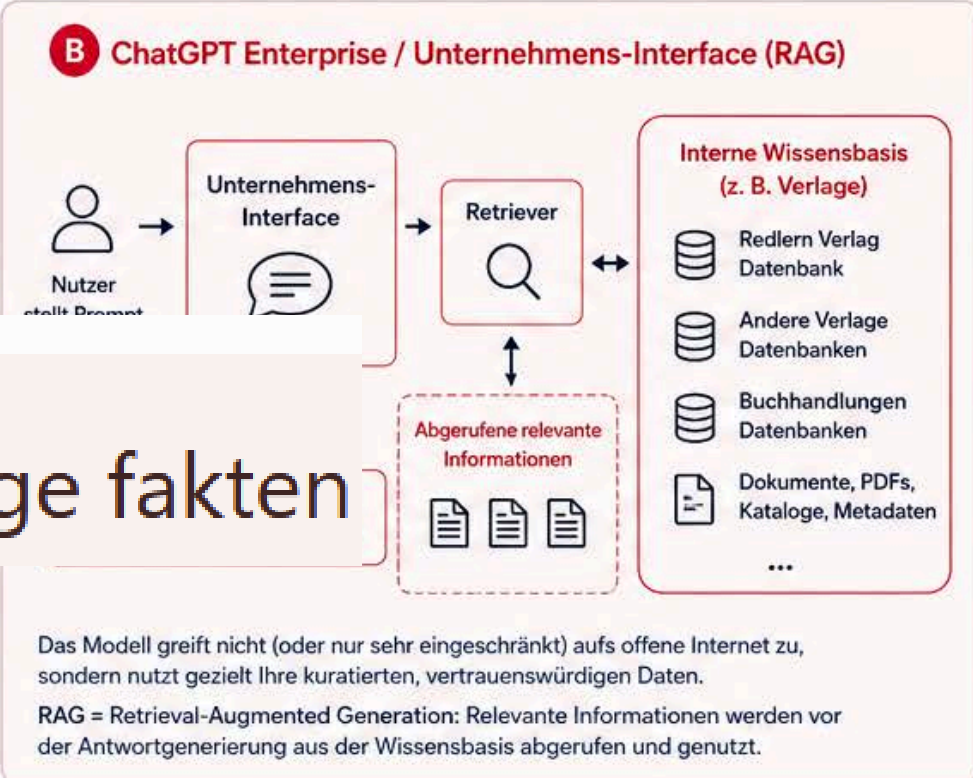 B ChatGPT Enterprise / Unternehmens-Interface (RAG)
Nutzer
stellt Prompt
Unternehmens-
Interface
Retriever
Interne Wissensbasis
(z. B. Verlage)
Redlern Verlag
Datenbank
Andere Verlage
Datenbanken
Buchhandlungen
Datenbanken
Dokumente, PDFs,
Kataloge, Metadaten
...
Abgerufene relevante
Informationen
fakten
Das Modell greift nicht (oder nur sehr eingeschränkt) aufs offene Internet zu,
sondern nutzt gezielt Ihre kuratierten, vertrauenswürdigen Daten.
RAG = Retrieval-Augmented Generation: Relevante Informationen werden vor
der Antwortgenerierung aus der Wissensbasis abgerufen und genutzt.